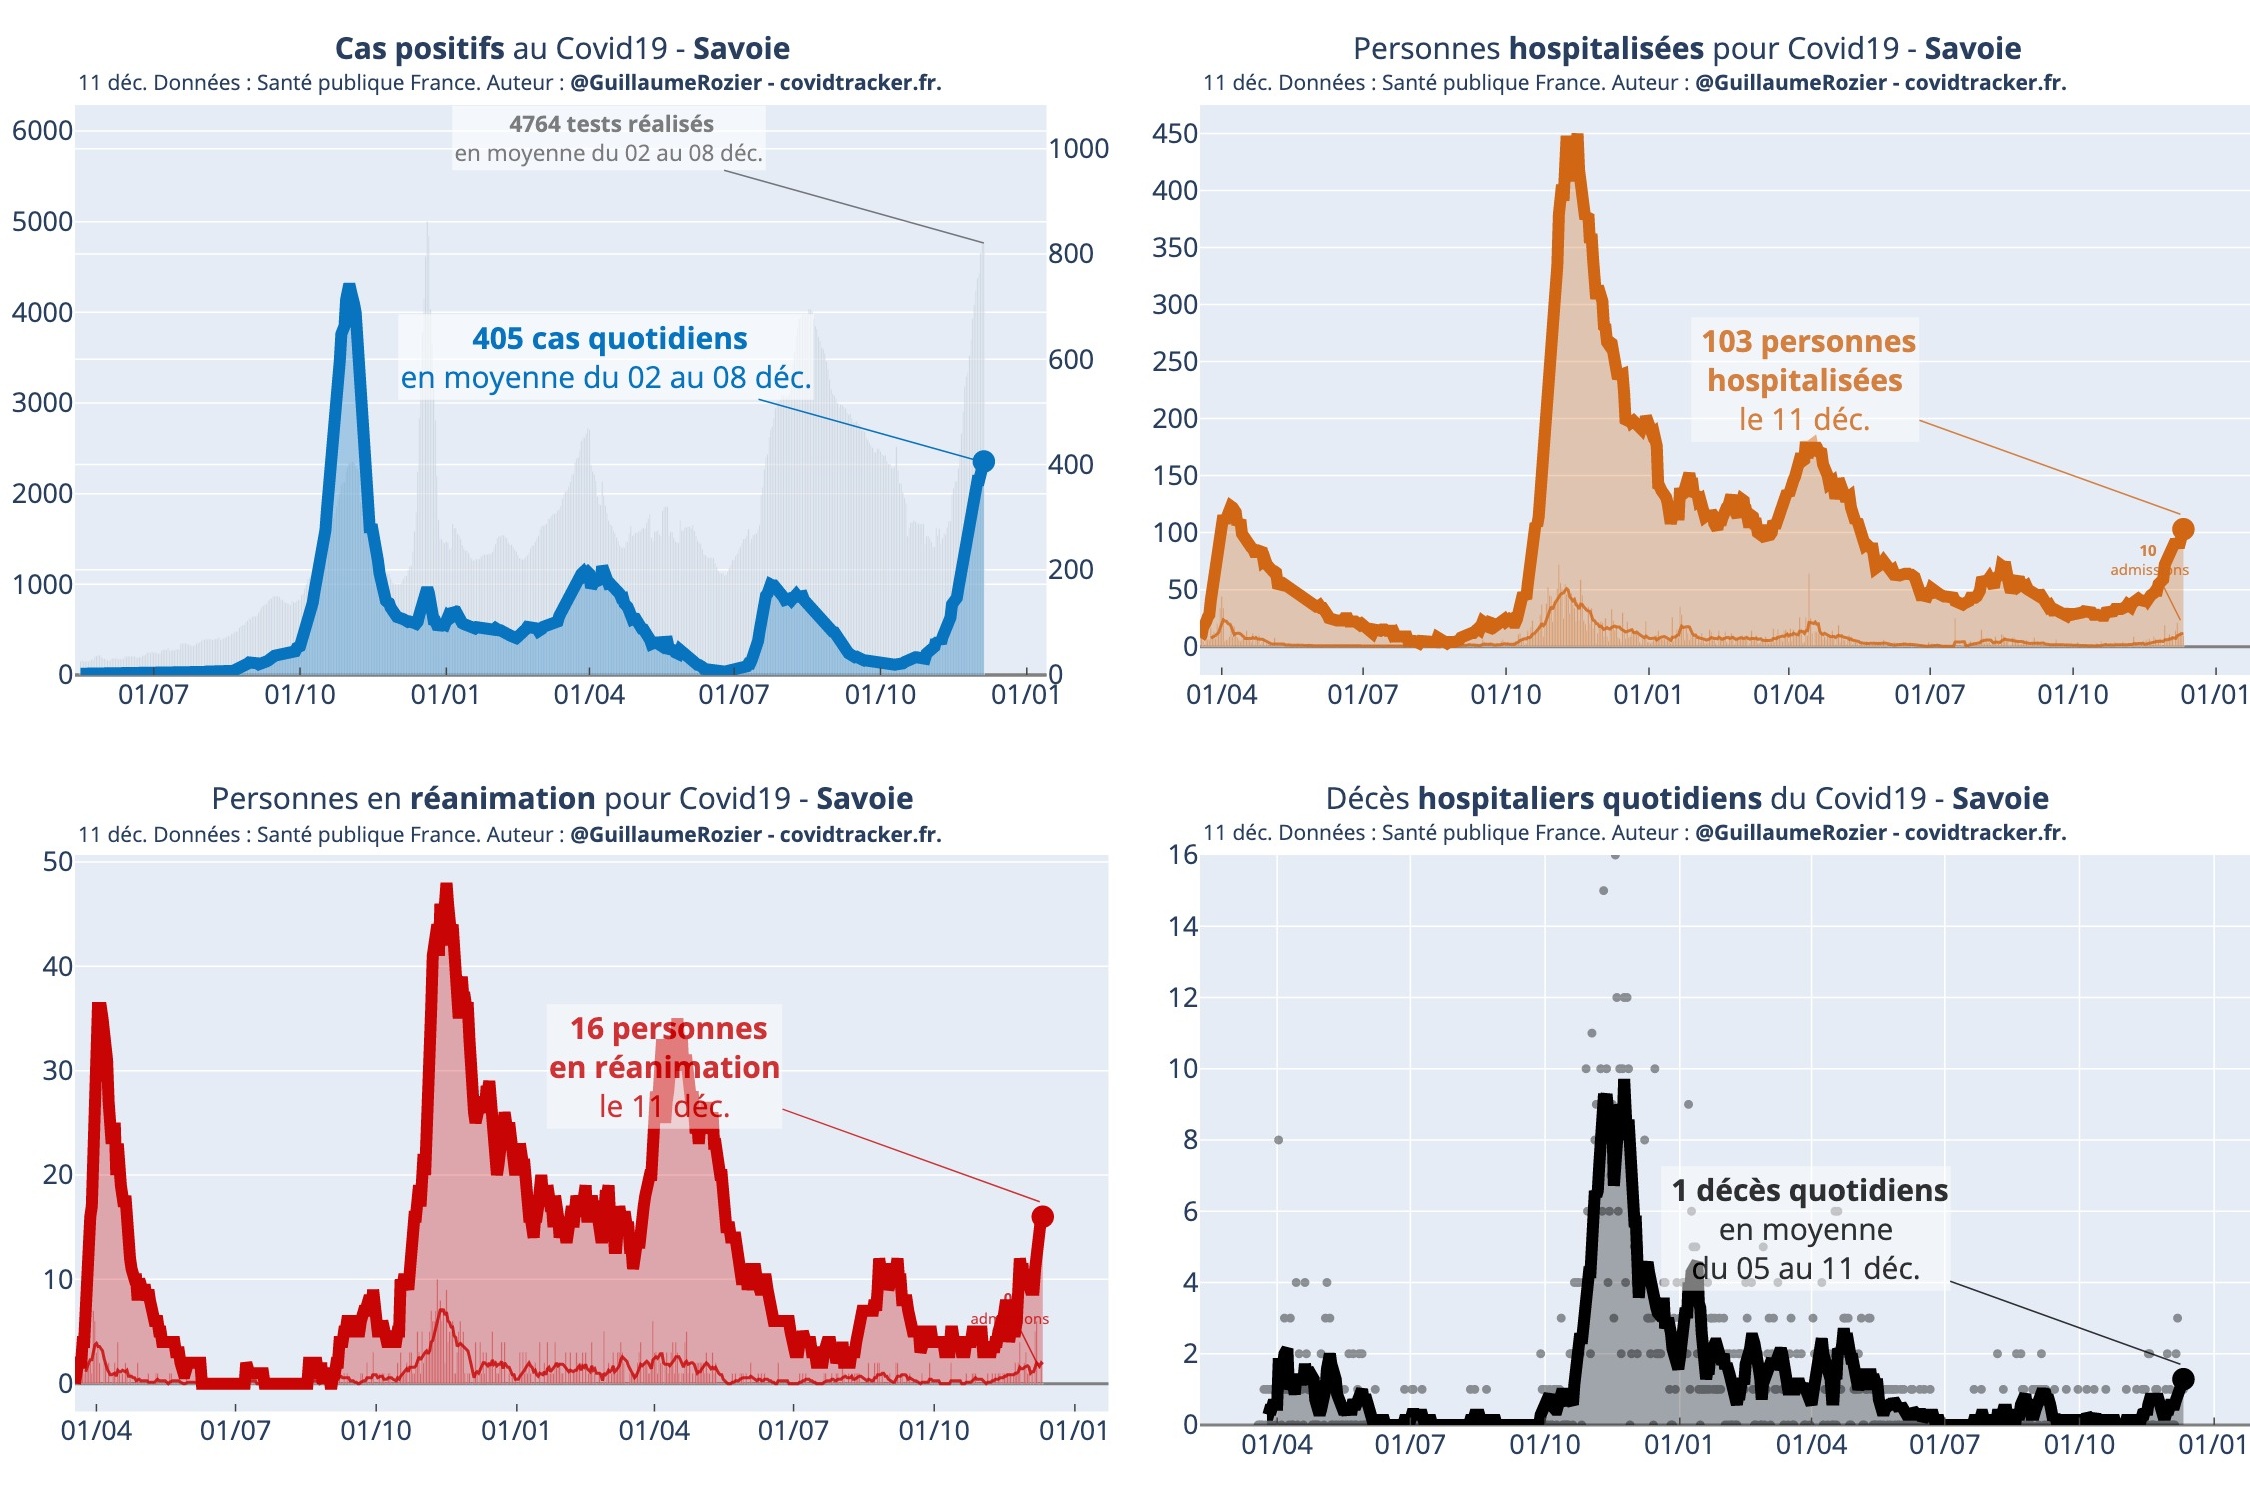 Cas positifs au Covid19 - Savoie
11 déc. Données : Santé publique France. Auteur : @GuillaumeRozier - covidtracker.fr.
4764 tests réalisés
en moyenne du 02 au 08 déc.
405 cas quotidiens
en moyenne du 02 au 08 déc.
6000
5000
4000
3000
2000
1000
0
1000
800
600
400
200
0
01/07 01/10 01/01 01/04 01/07 01/10 01/01
Personnes hospitalisées pour Covid19 - Savoie
11 déc. Données : Santé publique France. Auteur : @GuillaumeRozier - covidtracker.fr.
450
400
350
300
250
200
150
100
50
0
103 personnes
hospitalisées
le 11 déc.
10
admissions
01/04 01/07 01/10 01/01 01/04 01/07 01/10 01/01
Personnes en réanimation pour Covid19 - Savoie
11 déc. Données : Santé publique France. Auteur : @GuillaumeRozier - covidtracker.fr.
50
40
30
20
10
0
16 personnes
en réanimation
le 11 déc.
admissions
01/04 01/07 01/10 01/01 01/04 01/07 01/10 01/01
Décès hospitaliers quotidiens du Covid19 - Savoie
11 déc. Données : Santé publique France. Auteur : @GuillaumeRozier - covidtracker.fr.
16
14
12
10
8
6
4
2
0
1 décès quotidiens
en moyenne
du 05 au 11 déc.
01/04 01/07 01/10 01/01 01/04 01/07 01/10 01/01